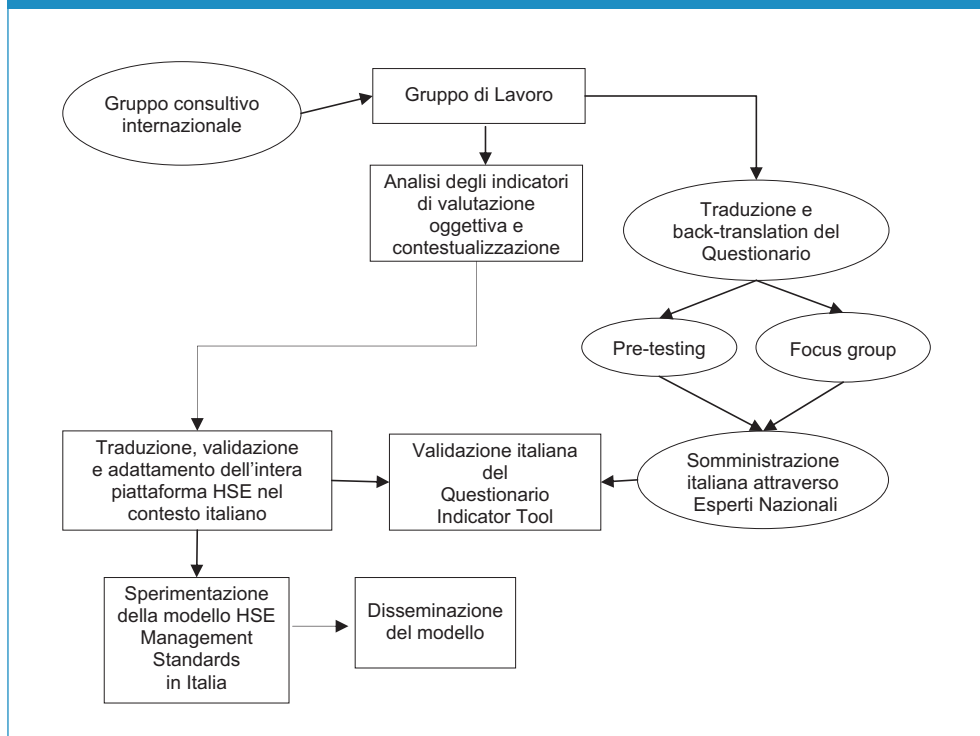 Gruppo consultivo
internazionale
Gruppo di Lavoro
Analisi degli indicatori
di valutazione
oggettiva e
contestualizzazione
Traduzione e
back-translation del
Questionario
Pre-testing
Focus group
Traduzione, validazione
e adattamento dell'intera
piattaforma HSE nel
contesto italiano
Validazione italiana
del
Questionario
Indicator Tool
Somministrazione
italiana attraverso
Esperti Nazionali
Sperimentazione
della modello HSE
Management
Standards
in Italia
Disseminazione
del modello